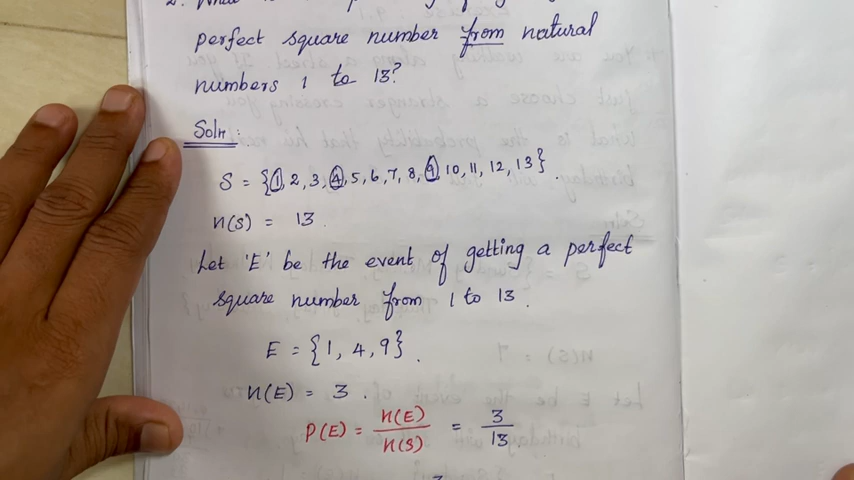 perfect square number from natural
numbers 1 to 13?
Soln:
S = {1, 2, 3, 4, 5, 6, 7, 8, 9, 10, 11, 12, 13}.
n(S) = 13.
Let 'E' be the event of getting a perfect
square number from 1 to 13.
E = {1, 4, 9}.
n(E) = 3.
P(E) = n(E)/n(S) = 3/13.